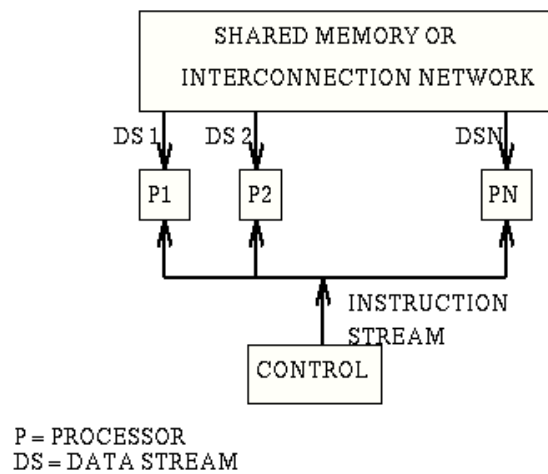 SHARED MEMORY OR
INTERCONNECTION NETWORK
DS 1
DS 2
DSN
P1
P2
PN
INSTRUCTION
STREAM
CONTROL
P = PROCESSOR
DS = DATA STREAM